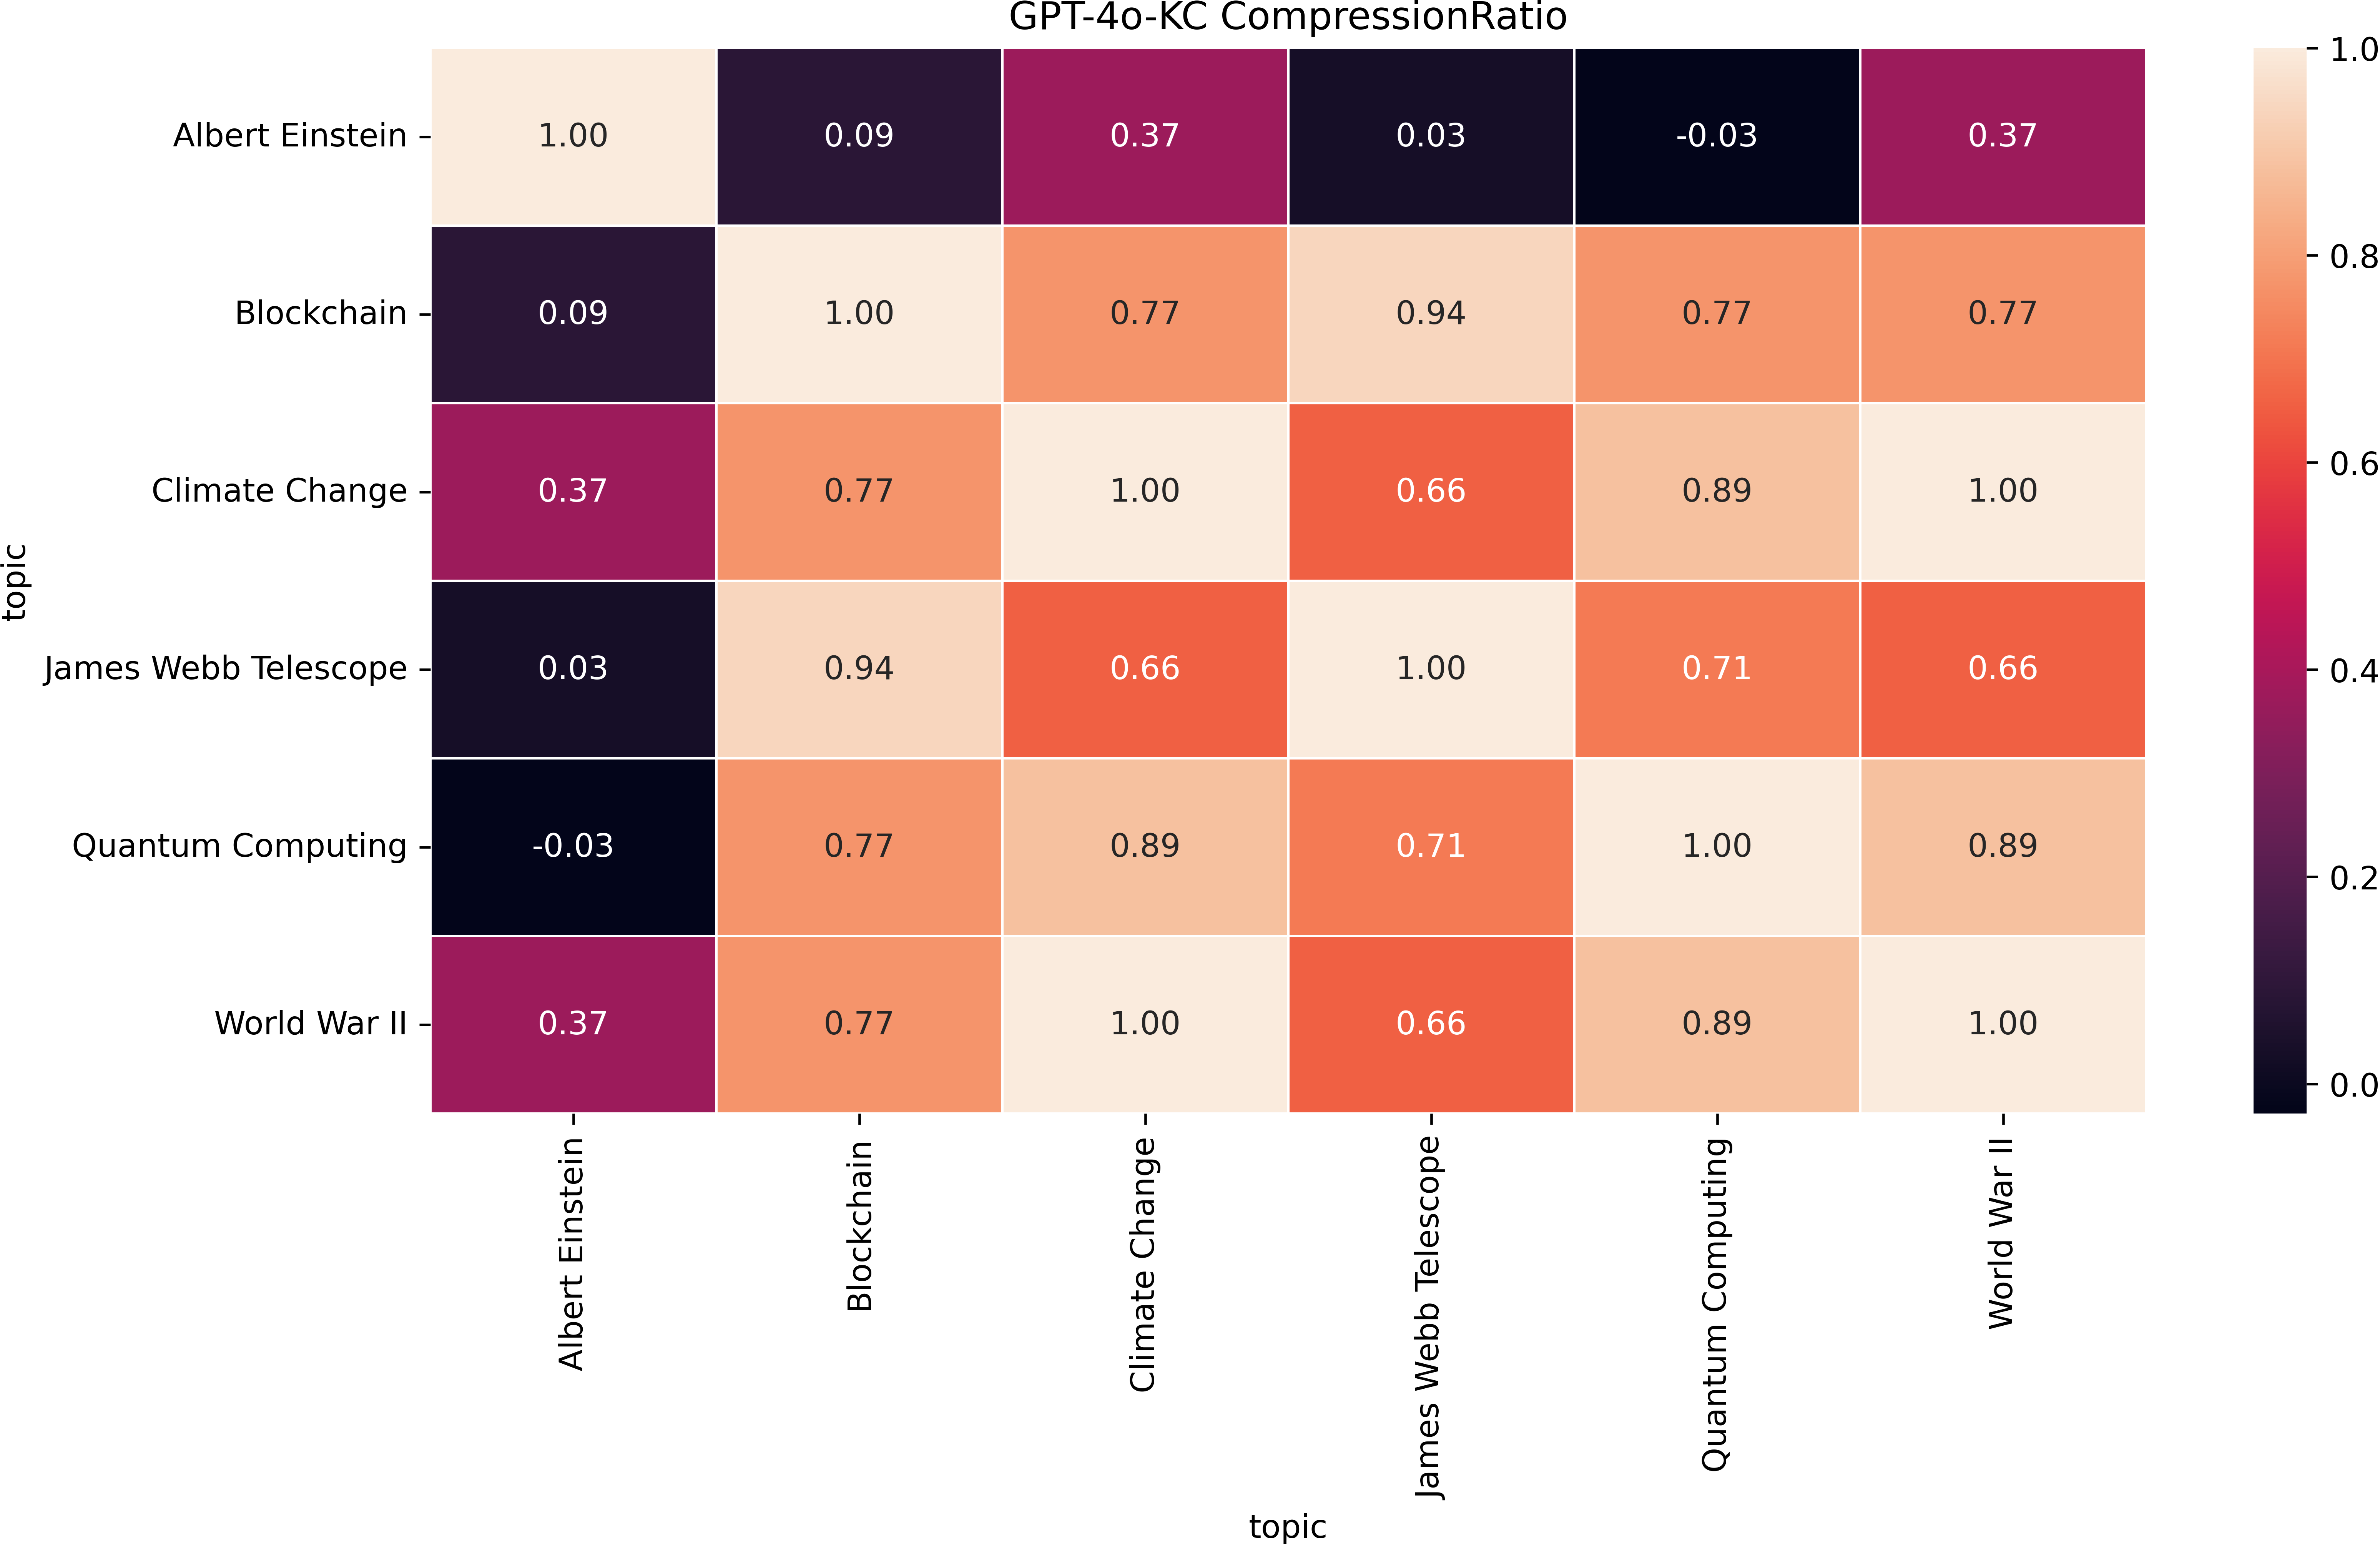 GPT-4o-KC CompressionRatio
topic
Albert Einstein 1.00 0.09 0.37 0.03 -0.03 0.37
Blockchain 0.09 1.00 0.77 0.94 0.77 0.77
Climate Change 0.37 0.77 1.00 0.66 0.89 1.00
James Webb Telescope 0.03 0.94 0.66 1.00 0.71 0.66
Quantum Computing -0.03 0.77 0.89 0.71 1.00 0.89
World War II 0.37 0.77 1.00 0.66 0.89 1.00
Albert Einstein
Blockchain
Climate Change
James Webb Telescope
Quantum Computing
World War II
topic
1.0
0.8
0.6
0.4
0.2
0.0